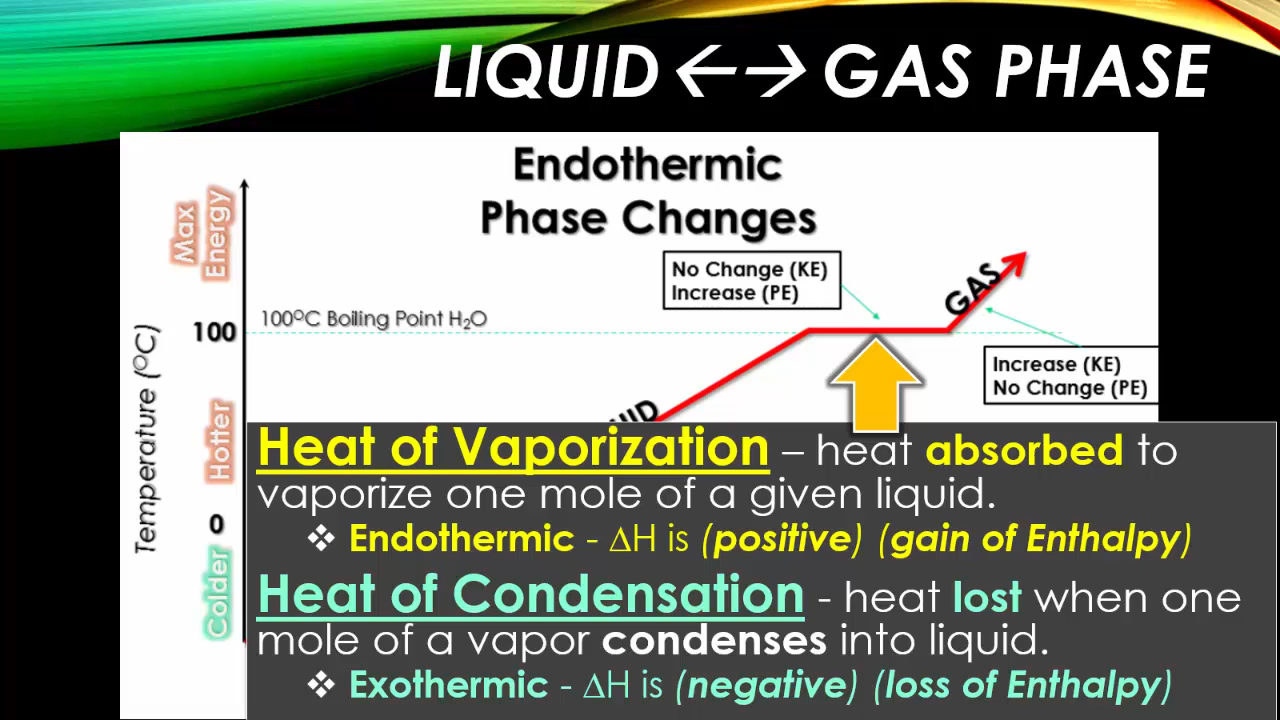 LIQUID ←→ GAS PHASE
Endothermic
Phase Changes
Max
Energy
No Change (KE)
Increase (PE)
GAS
100°C Boiling Point H₂O
100
Increase (KE)
No Change (PE)
Temperature (°C)
Hotter
0
Colder
Heat of Vaporization – heat absorbed to
vaporize one mole of a given liquid.
❖ Endothermic - ΔH is (positive) (gain of Enthalpy)
Heat of Condensation - heat lost when one
mole of a vapor condenses into liquid.
❖ Exothermic - ΔH is (negative) (loss of Enthalpy)